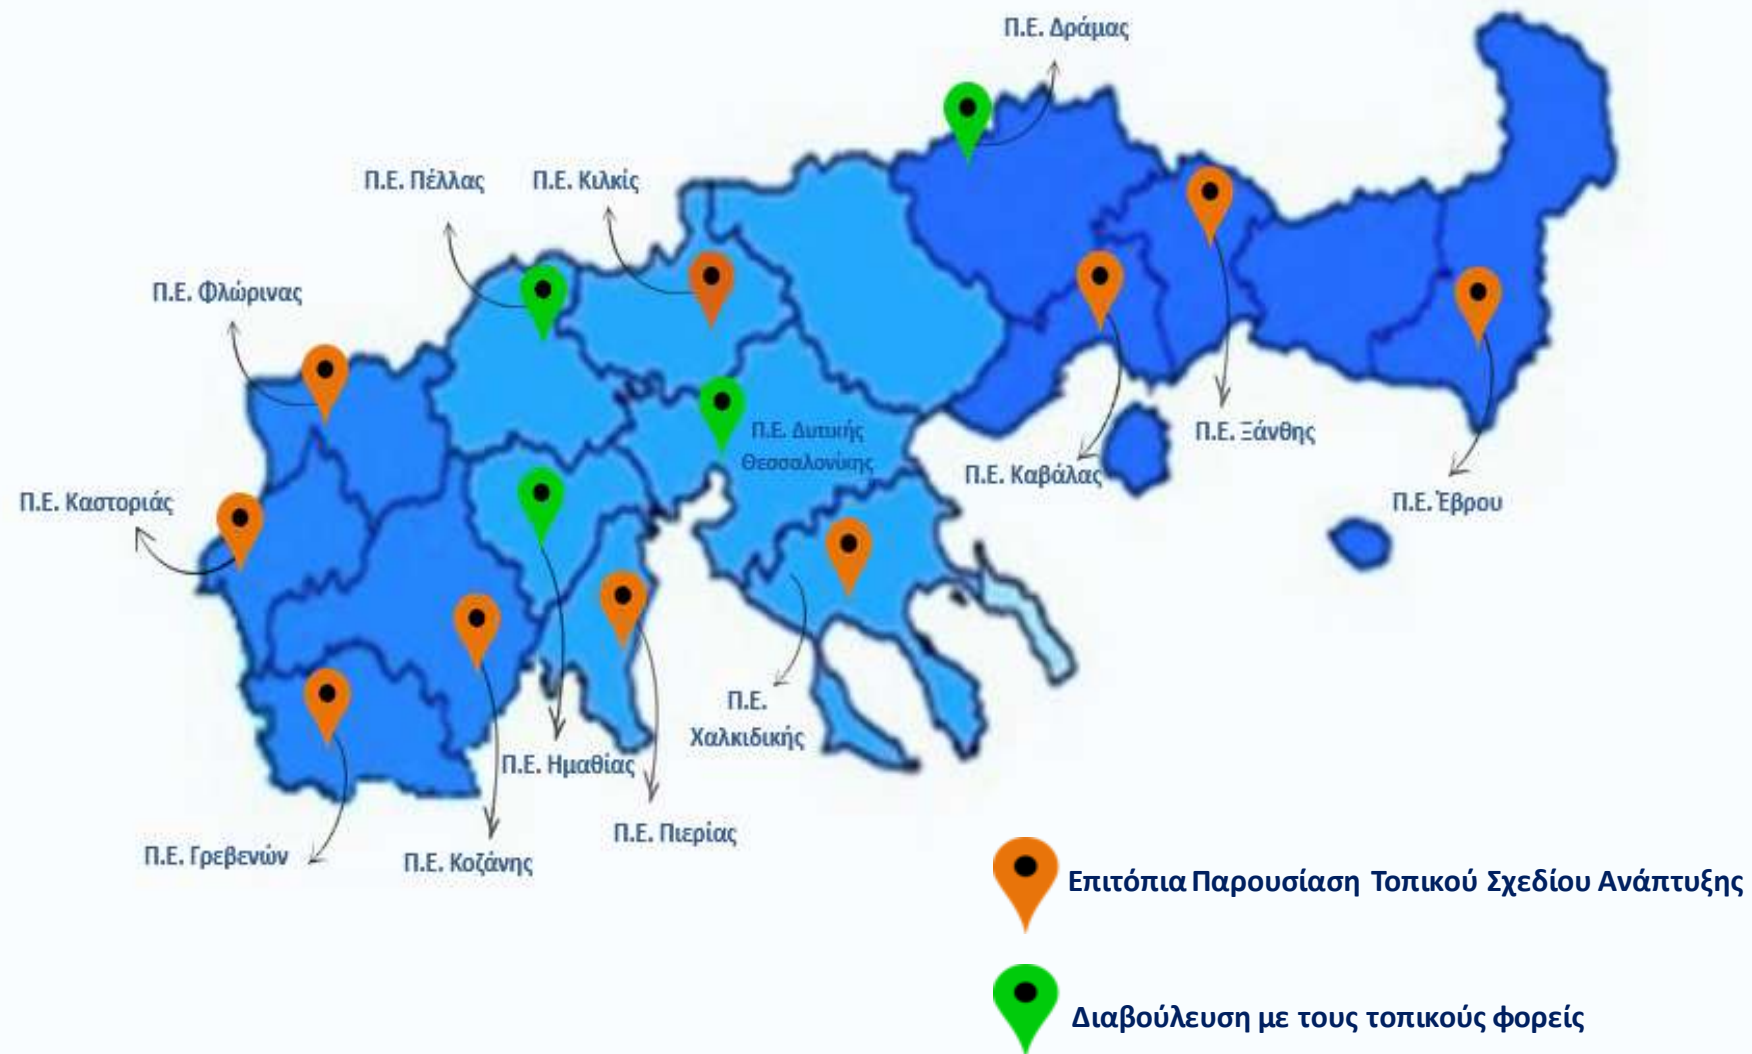 Π.Ε. Δράμας
Π.Ε. Πέλλας
Π.Ε. Κιλκίς
Π.Ε. Φλώρινας
Π.Ε. Δυτικής
Θεσσαλονίκης
Π.Ε. Ξάνθης
Π.Ε. Καβάλας
Π.Ε. Έβρου
Π.Ε. Καστοριάς
Π.Ε.
Χαλκιδικής
Π.Ε. Ημαθίας
Π.Ε. Πιερίας
Π.Ε. Γρεβενών
Π.Ε. Κοζάνης
Επιτόπια Παρουσίαση Τοπικού Σχεδίου Ανάπτυξης
Διαβούλευση με τους τοπικούς φορείς